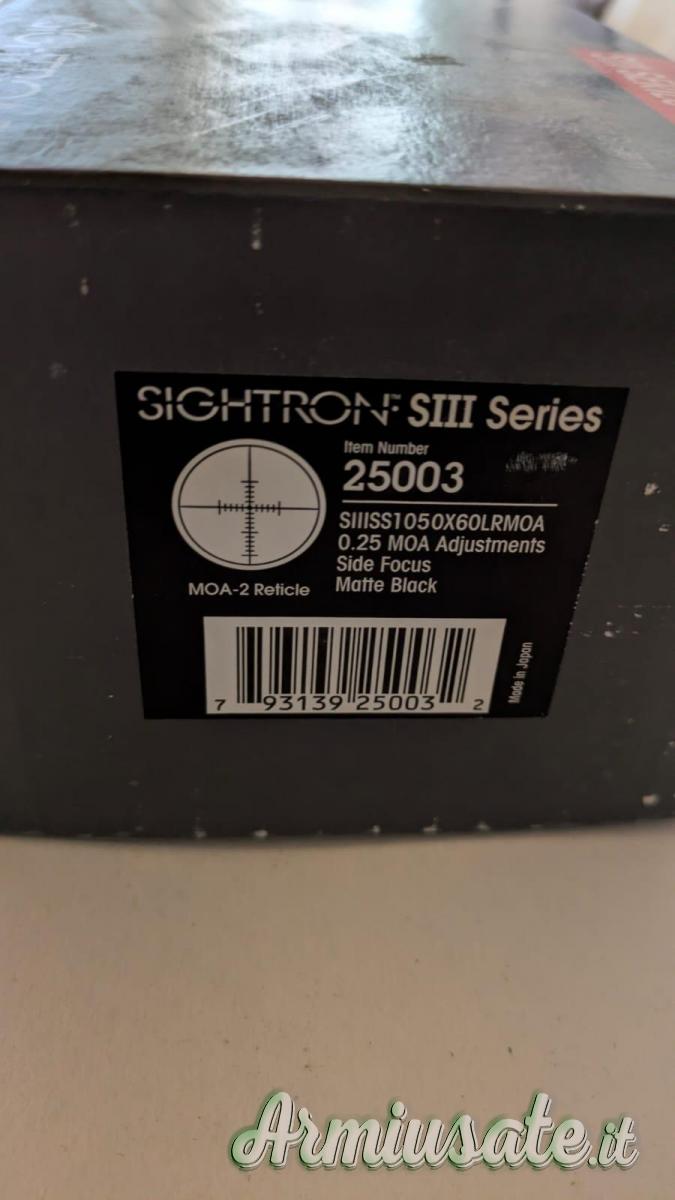 SIGHTRON™ SIII Series
Item Number
25003
SIIISS1050X60LRMOA
0.25 MOA Adjustments
Side Focus
Matte Black
MOA-2 Reticle
7 93139 25003 2
Made in Japan
Armiusate.it